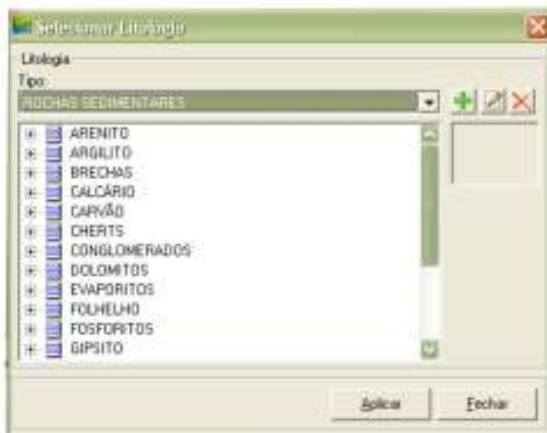 Selecionar Litologia
Litologia
Tipo:
ROCHAS SEDIMENTARES
ARENITO
ARGILITO
BRECHAS
CALCÁRIO
CARVÃO
CHERTS
CONGLOMERADOS
DOLOMITOS
EVAPORITOS
FOLHELHO
FOSFORITOS
GIPSITO
Aplicar
Fechar